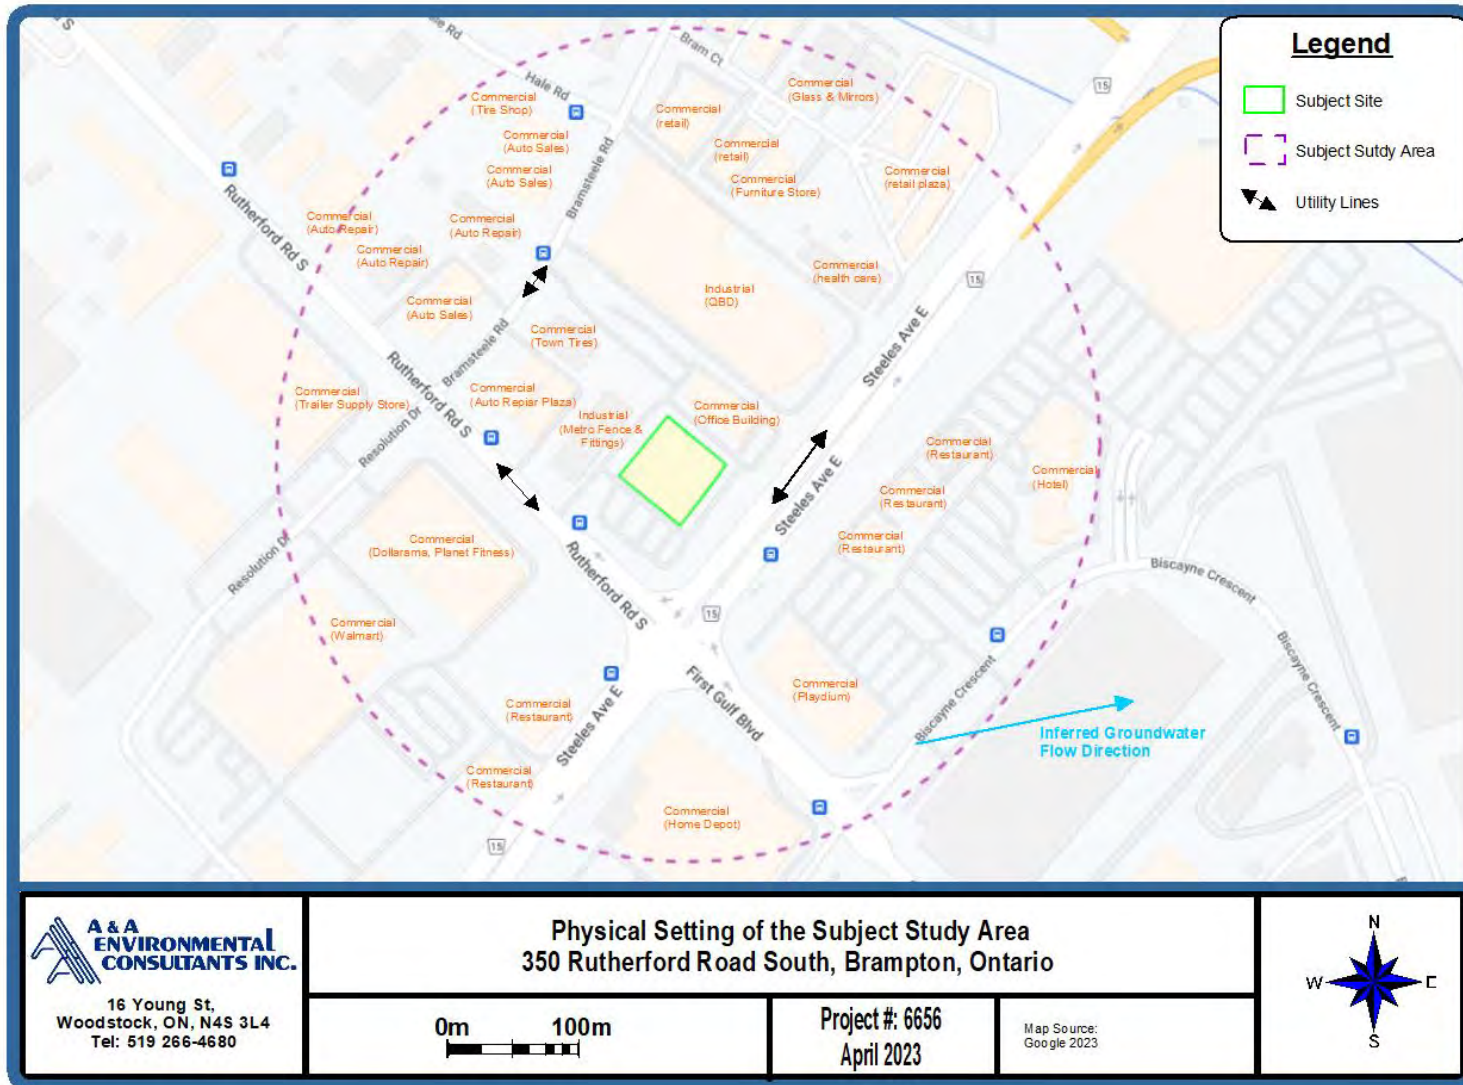 Legend
Subject Site
Subject Sutdy Area
Utility Lines
S
le Rd
Hale Rd
Bram Ct
15
Commercial
(Tire Shop)
Commercial
(Auto Sales)
Commercial
(Auto Sales)
Commercial
(retail)
Commercial
(Glass & Mirrors)
Commercial
(retail)
Commercial
(Furniture Store)
Commercial
(retail plaza)
Bramsteele Rd
Rutherford Rd S
Commercial
(Auto Repair)
Commercial
(Auto Repair)
Commercial
(Auto Repair)
Commercial
(health care)
15
Industrial
(QBD)
Commercial
(Auto Sales)
Commercial
(Town Tires)
Bramsteele Rd
Steeles Ave E
Rutherford Rd S
Commercial
(Trailer Supply Store)
Commercial
(Auto Repiar Plaza)
Industrial
(Metro Fence &
Fittings)
Commercial
(Office Building)
Resolution Dr
Commercial
(Restaurant)
Commercial
(Hotel)
Steeles Ave E
Commercial
(Restaurant)
Commercial
(Restaurant)
Commercial
(Dollarama, Planet Fitness)
Resolution Dr
Rutherford Rd S
15
Biscayne Crescent
Commercial
(Walmart)
First Gulf Blvd
Commercial
(Playdium)
Biscayne Crescent
Biscayne Crescent
Commercial
(Restaurant)
Steeles Ave E
Inferred Groundwater
Flow Direction
Commercial
(Restaurant)
Commercial
(Home Depot)
15
A & A
ENVIRONMENTAL
CONSULTANTS INC.
16 Young St,
Woodstock, ON, N4S 3L4
Tel: 519 266-4680
Physical Setting of the Subject Study Area
350 Rutherford Road South, Brampton, Ontario
0m 100m
Project #: 6656
April 2023
Map Source:
Google 2023
N
W E
S